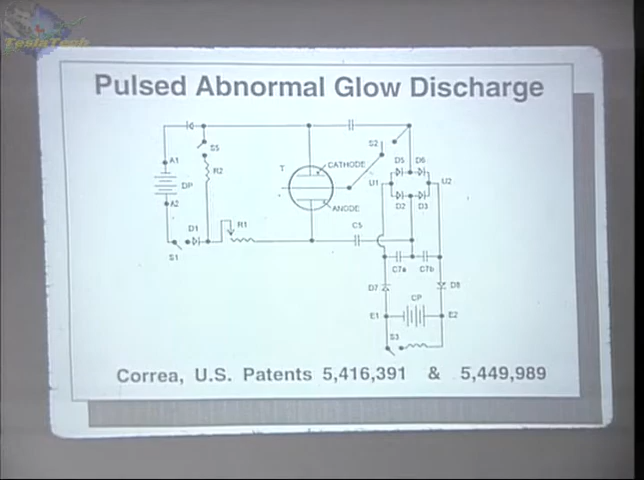 TeslaTech
Pulsed Abnormal Glow Discharge
S2
S5
A1
T
CATHODE
D5 D6
R2
DP
U1
U2
A2
ANODE
D2 D3
D1
R1
C5
S1
C7a C7b
D7
D8
CP
E1
E2
S3
Correa, U.S. Patents 5,416,391 & 5,449,989